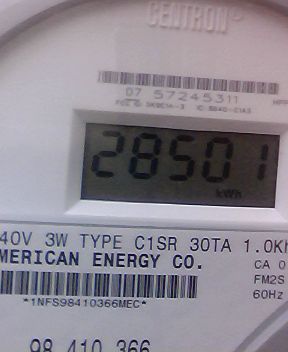 CENTRON®
07 57245311
28501
kWh
40V 3W TYPE C1SR 30TA 1.0Kh
MERICAN ENERGY CO.
CA 0
FM2S
60Hz
*1NFS98410366MEC*
98 410 366